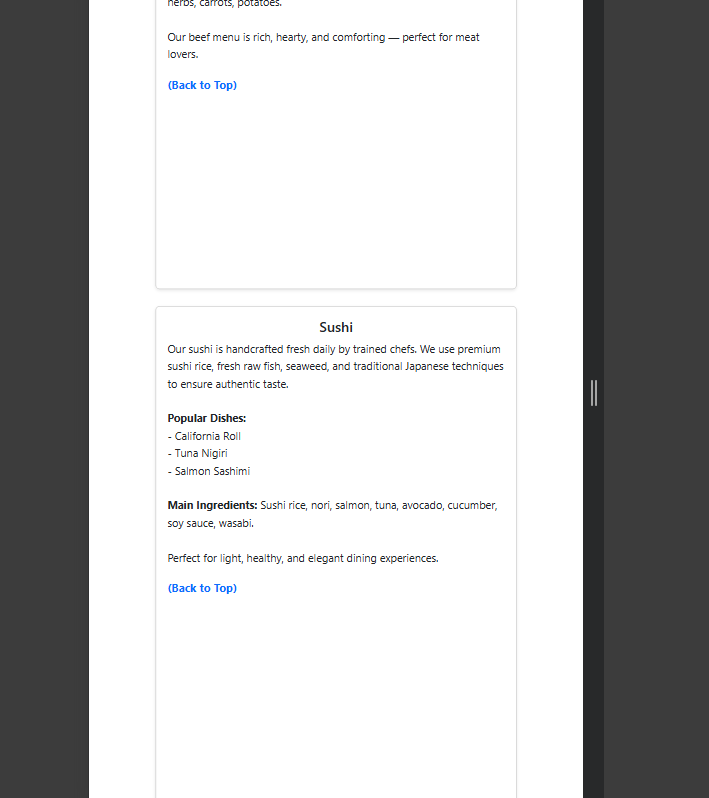 herbs, carrots, potatoes.
Our beef menu is rich, hearty, and comforting — perfect for meat
lovers.
(Back to Top)
Sushi
Our sushi is handcrafted fresh daily by trained chefs. We use premium
sushi rice, fresh raw fish, seaweed, and traditional Japanese techniques
to ensure authentic taste.
Popular Dishes:
- California Roll
- Tuna Nigiri
- Salmon Sashimi
Main Ingredients: Sushi rice, nori, salmon, tuna, avocado, cucumber,
soy sauce, wasabi.
Perfect for light, healthy, and elegant dining experiences.
(Back to Top)